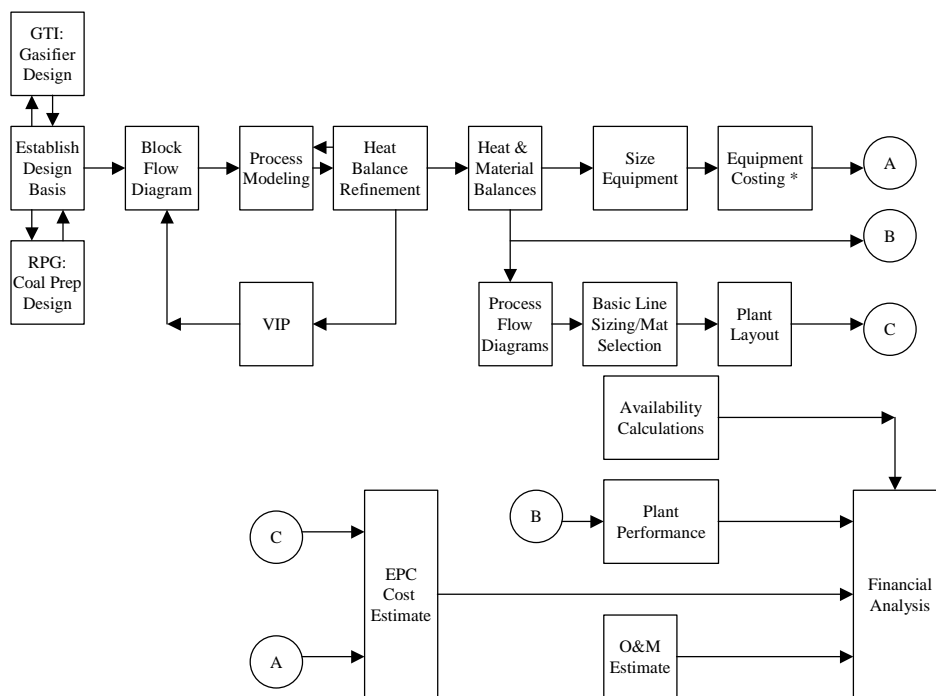 GTI:
Gasifier
Design
Establish
Design
Basis
Block
Flow
Diagram
Process
Modeling
Heat
Balance
Refinement
Heat &
Material
Balances
Size
Equipment
Equipment
Costing *
A
B
RPG:
Coal Prep
Design
VIP
Process
Flow
Diagrams
Basic Line
Sizing/Mat
Selection
Plant
Layout
C
Availability
Calculations
C
B
Plant
Performance
EPC
Cost
Estimate
Financial
Analysis
A
O&M
Estimate